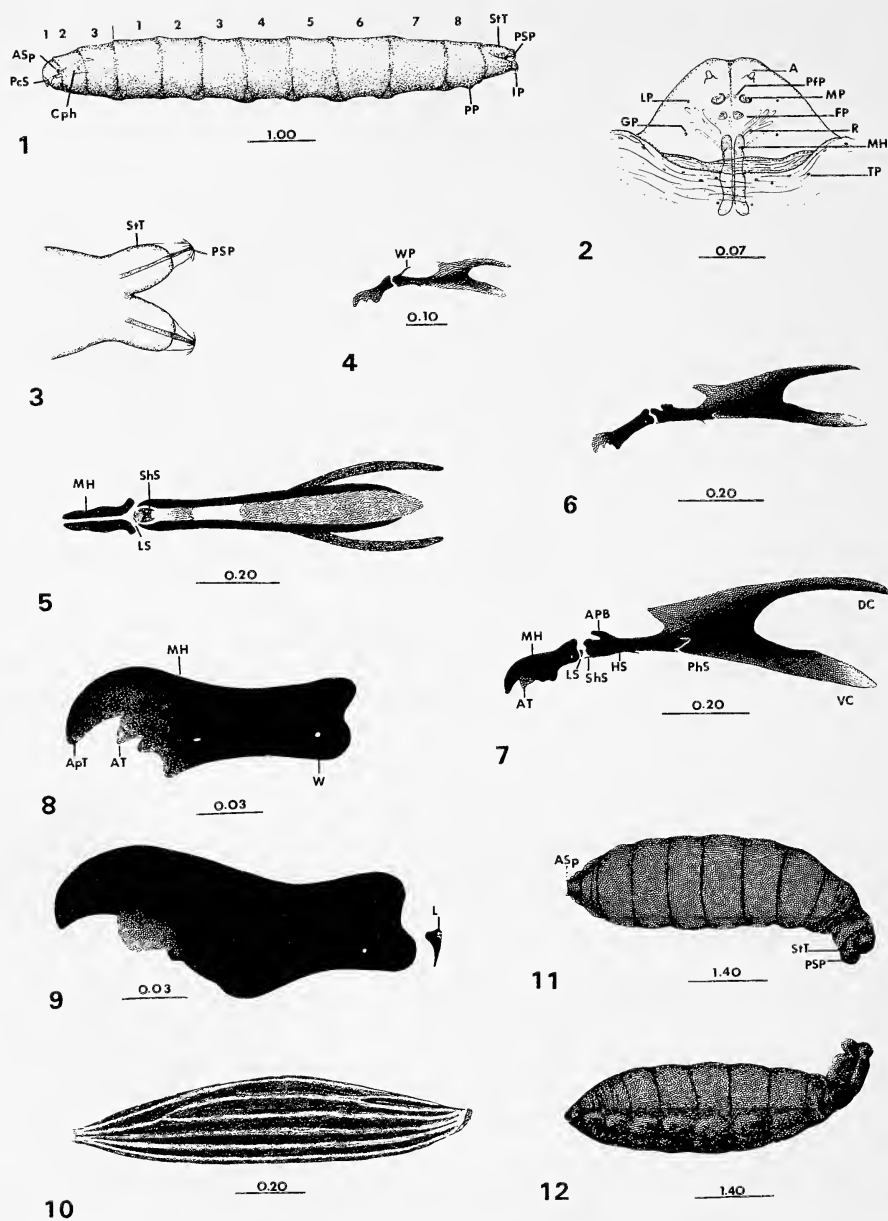 1 2 3 1 2 3 4 5 6 7 8
StT
PSP
ASp
PcS
Cph
PP
IP
1.00
1
A
PfP
LP
MP
FP
GP
R
MH
TP
0.07
2
StT
PSP
3
WP
0.10
4
MH
ShS
LS
0.20
5
0.20
6
APB
MH
DC
LS
ShS
HS
PhS
AT
VC
0.20
7
MH
ApT
AT
W
0.03
8
L
0.03
9
0.20
10
ASp
StT
PSP
1.40
11
1.40
12